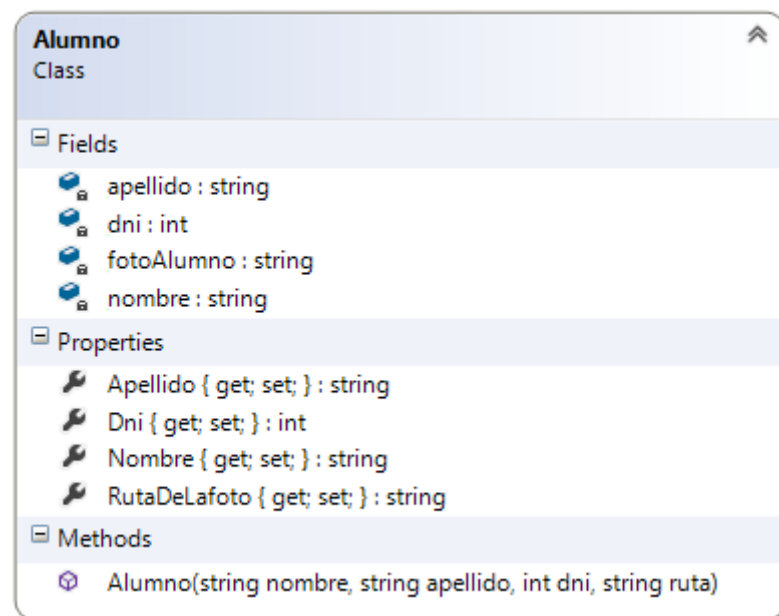 Alumno
Class
Fields
apellido : string
dni : int
fotoAlumno : string
nombre : string
Properties
Apellido { get; set; } : string
Dni { get; set; } : int
Nombre { get; set; } : string
RutaDeLafoto { get; set; } : string
Methods
Alumno(string nombre, string apellido, int dni, string ruta)